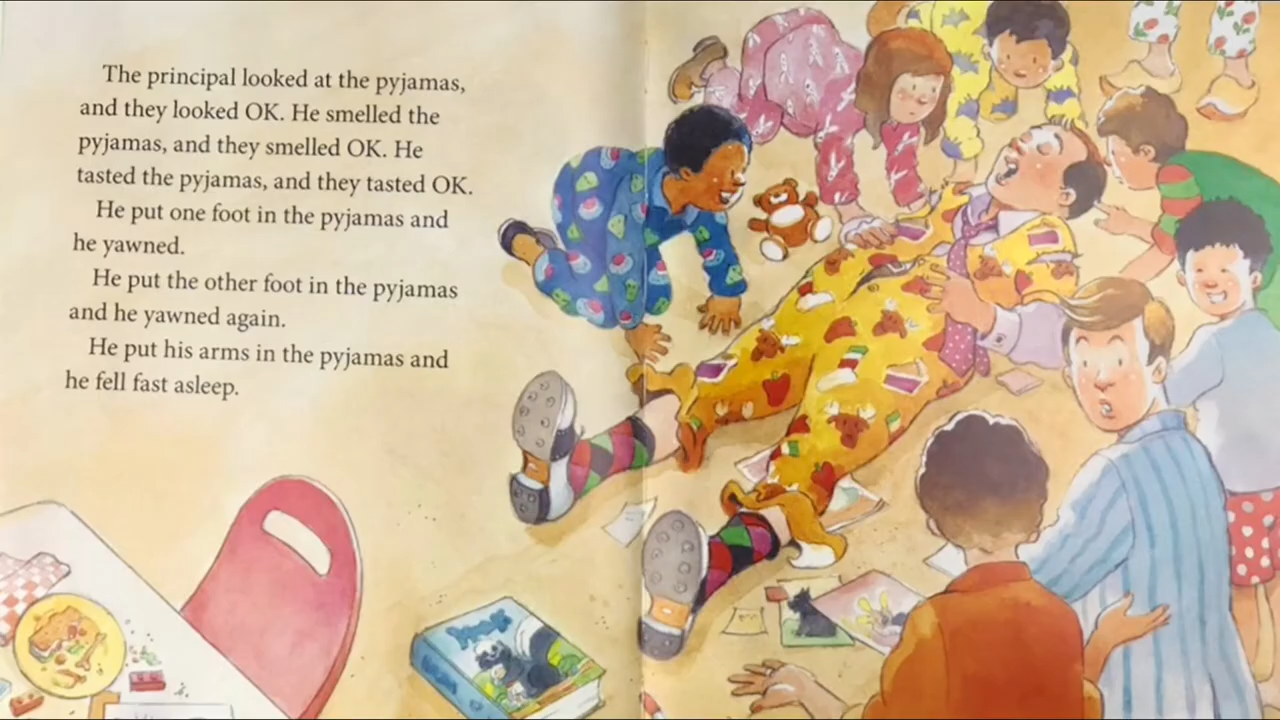 The principal looked at the pyjamas,
and they looked OK. He smelled the
pyjamas, and they smelled OK. He
tasted the pyjamas, and they tasted OK.
He put one foot in the pyjamas and
he yawned.
He put the other foot in the pyjamas
and he yawned again.
He put his arms in the pyjamas and
he fell fast asleep.